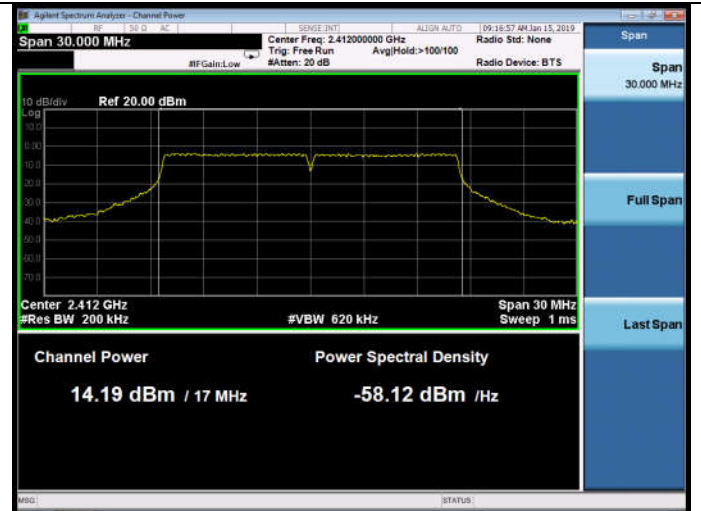 Agilent Spectrum Analyzer - Channel Power
RF 50 Ω AC SENSE:INT ALIGN AUTO 09:16:57 AM Jan 15, 2019
Span 30.000 MHz
Center Freq: 2.412000000 GHz
Radio Std: None
Trig: Free Run Avg|Hold:>100/100
#IFGain:Low #Atten: 20 dB Radio Device: BTS
10 dB/div Ref 20.00 dBm
Log
10.0
0.00
-10.0
-20.0
-30.0
-40.0
-50.0
-60.0
-70.0
Center 2.412 GHz Span 30 MHz
#Res BW 200 kHz #VBW 620 kHz Sweep 1 ms
Channel Power Power Spectral Density
14.19 dBm / 17 MHz -58.12 dBm /Hz
MSG STATUS
Span
Span
30.000 MHz
Full Span
Last Span